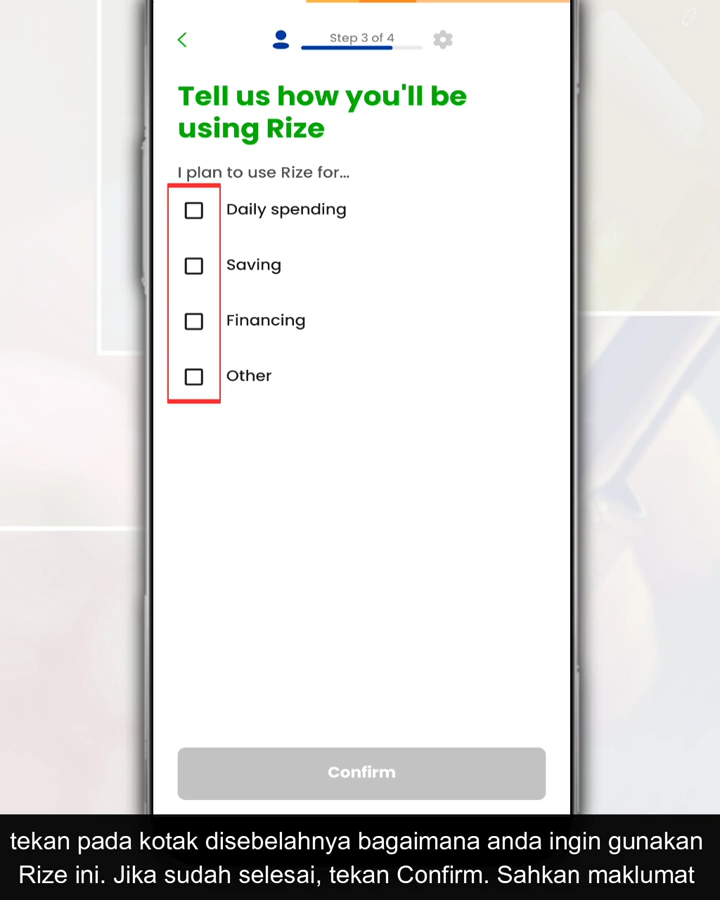 Step 3 of 4
Tell us how you'll be
using Rize
I plan to use Rize for...
Daily spending
Saving
Financing
Other
Confirm
tekan pada kotak disebelahnya bagaimana anda ingin gunakan
Rize ini. Jika sudah selesai, tekan Confirm. Sahkan maklumat